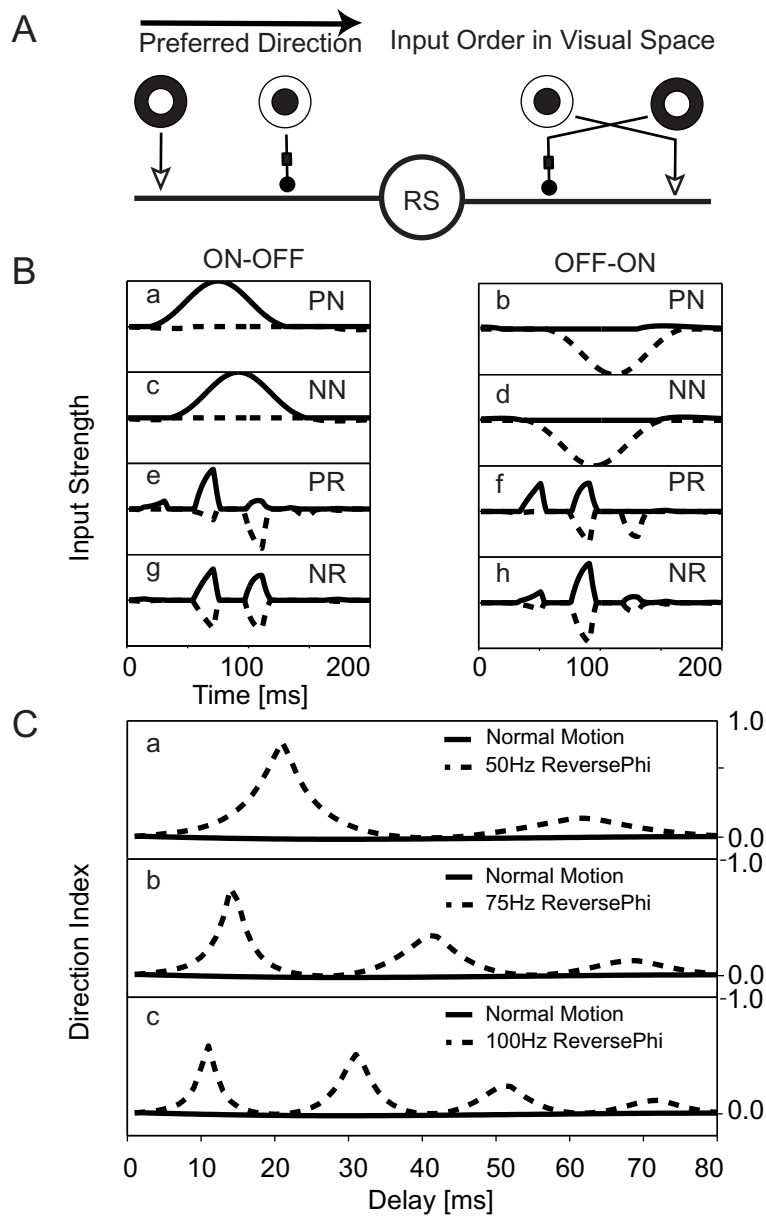 A
Preferred Direction
Input Order in Visual Space
RS
B
ON-OFF
OFF-ON
a
PN
b
PN
c
NN
d
NN
e
PR
f
PR
g
NR
h
NR
Input Strength
0
100
200
0
100
200
Time [ms]
C
a
Normal Motion
50Hz ReversePhi
1.0
0.0
b
Normal Motion
75Hz ReversePhi
1.0
0.0
c
Normal Motion
100Hz ReversePhi
1.0
0.0
Direction Index
0 10 20 30 40 50 60 70 80
Delay [ms]